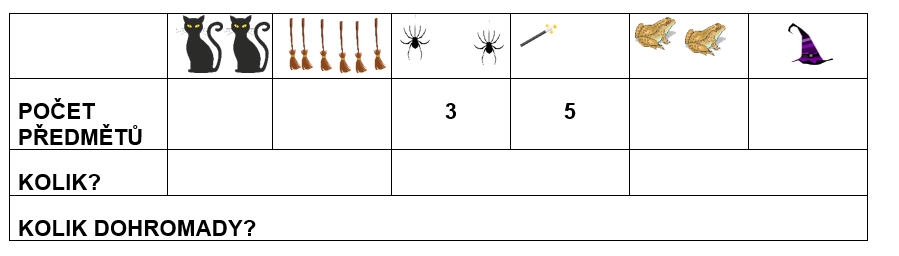 POČET
PŘEDMĚTŮ
3
5
KOLIK?
KOLIK DOHROMADY?